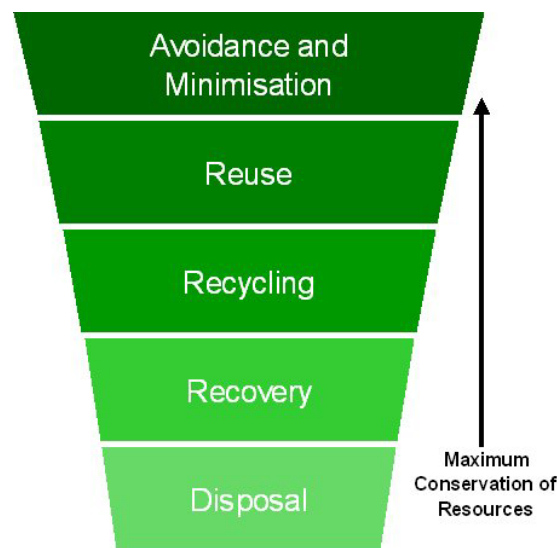 Avoidance and
Minimisation
Reuse
Recycling
Recovery
Disposal
Maximum
Conservation of
Resources